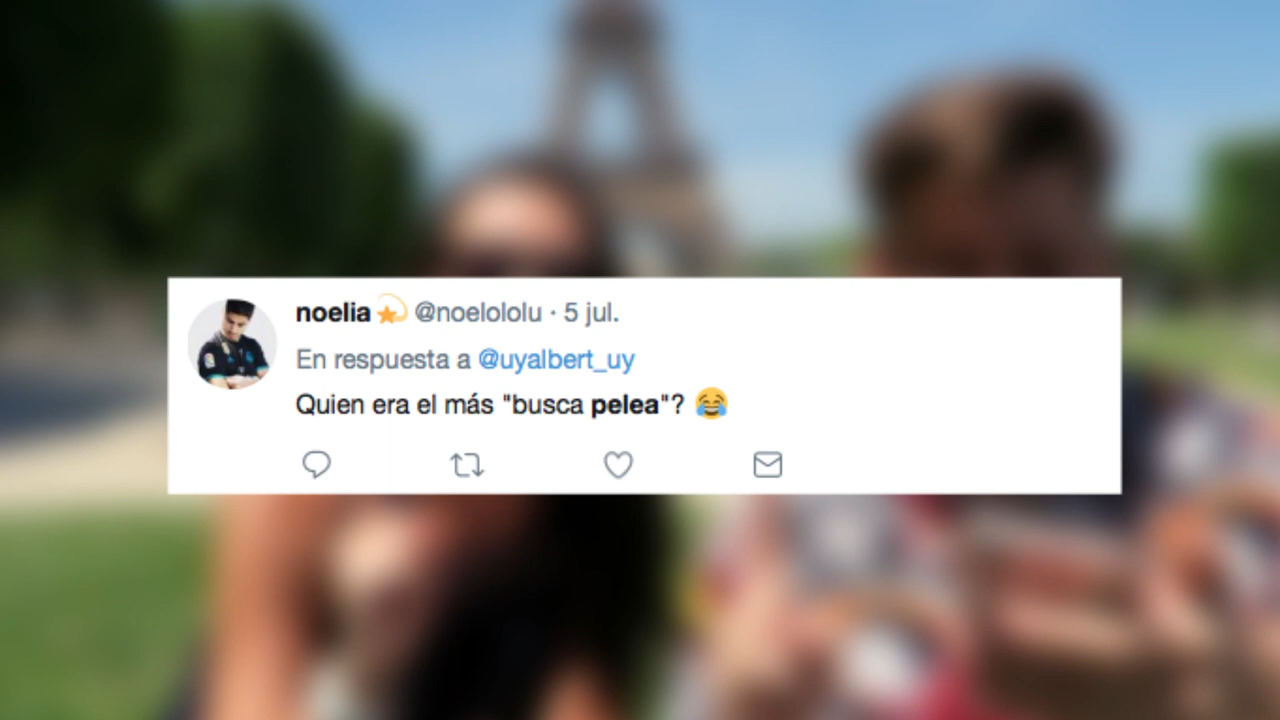 noelia 💫 @noelololu · 5 jul.
En respuesta a @uyalbert_uy
Quien era el más "busca pelea"? 😂